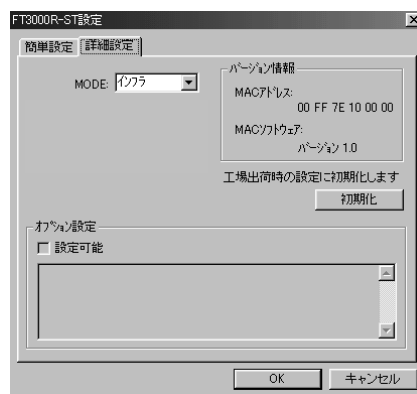 FT3000R-ST設定
簡単設定 詳細設定
MODE: インフラ
バージョン情報
MACアドレス:
00 FF 7E 10 00 00
MACソフトウェア:
バージョン 1.0
工場出荷時の設定に初期化します
初期化
オプション設定
設定可能
OK キャンセル